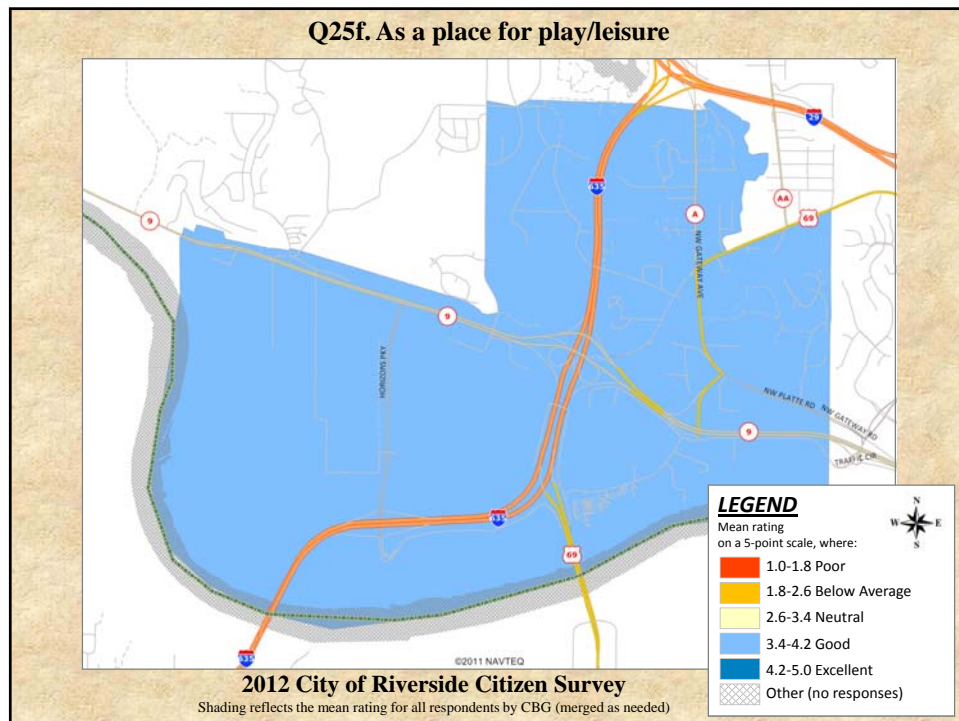 Q25f. As a place for play/leisure
29
635
A
AA
69
9
NW GATEWAY AVE
9
HORIZONS PKY
NW PLATTE RD
NW GATEWAY RD
9
TRAFFIC CIR
635
69
635
©2011 NAVTEQ
LEGEND
Mean rating
on a 5-point scale, where:
N
W E
S
1.0-1.8 Poor
1.8-2.6 Below Average
2.6-3.4 Neutral
3.4-4.2 Good
4.2-5.0 Excellent
Other (no responses)
2012 City of Riverside Citizen Survey
Shading reflects the mean rating for all respondents by CBG (merged as needed)